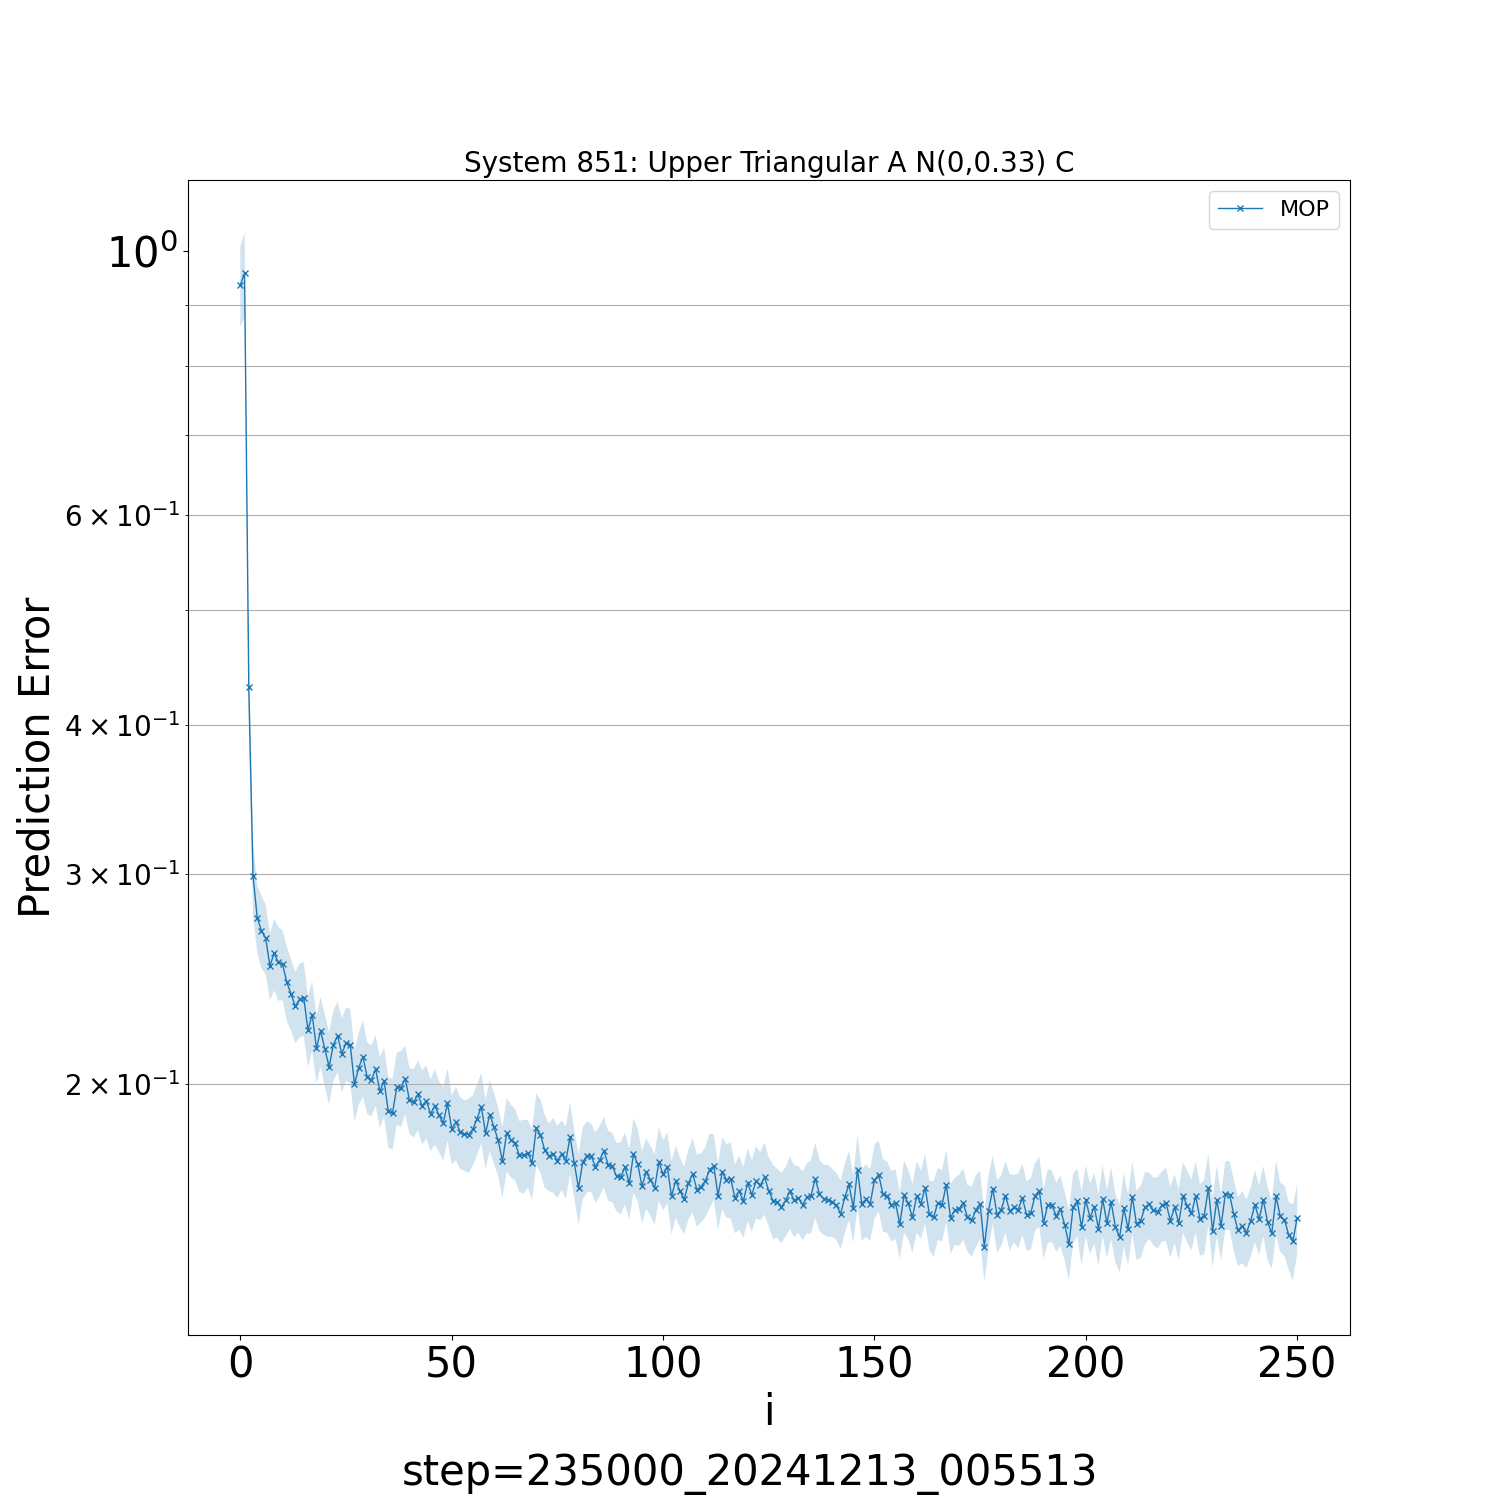 System 851: Upper Triangular A N(0,0.33) C
MOP
10⁰
6 × 10⁻¹
4 × 10⁻¹
3 × 10⁻¹
2 × 10⁻¹
Prediction Error
0 50 100 150 200 250
i
step=235000_20241213_005513